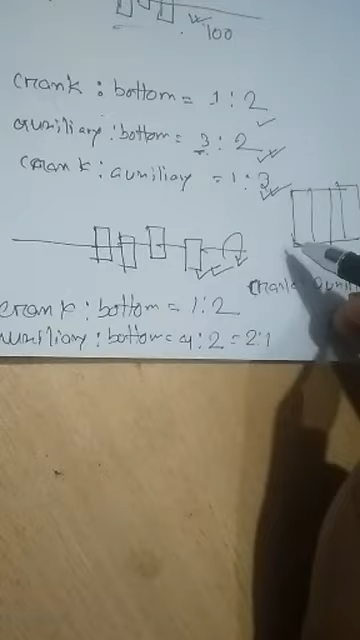 100
crank : bottom = 1 : 2
auxiliary : bottom = 3 : 2
crank : auxiliary = 1 : 3
crank
crank : bottom = 1:2
auxiliary : bottom = 4 : 2 = 2:1